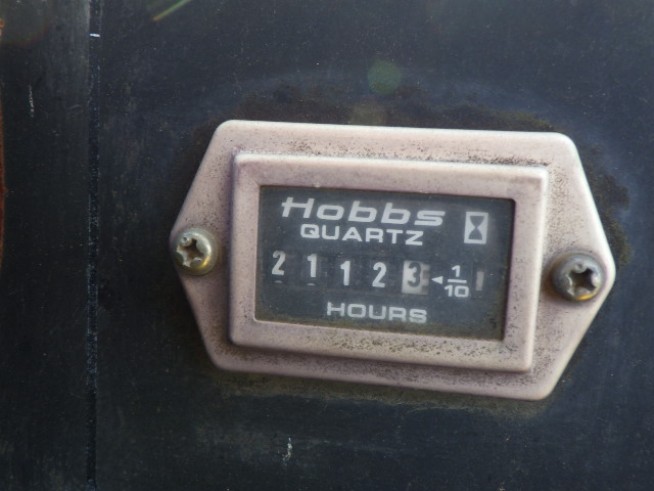 Hobbs
QUARTZ
2 1 1 2 3 ◄ 1/10
HOURS